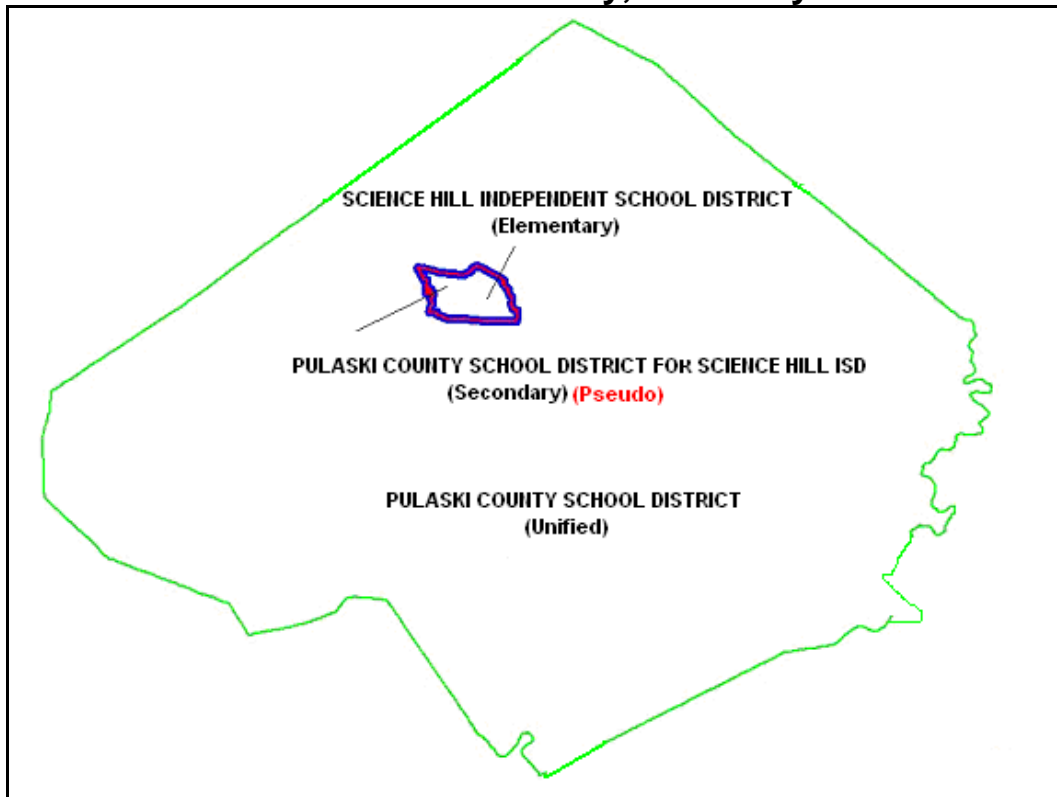 SCIENCE HILL INDEPENDENT SCHOOL DISTRICT
(Elementary)
PULASKI COUNTY SCHOOL DISTRICT FOR SCIENCE HILL ISD
(Secondary) (Pseudo)
PULASKI COUNTY SCHOOL DISTRICT
(Unified)